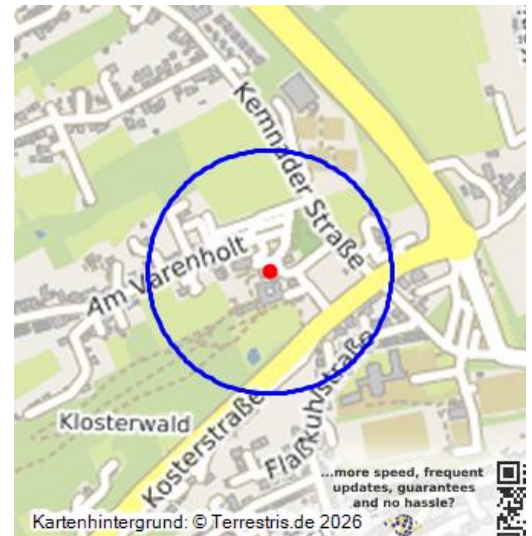 Kemnader Straße
Am Varenholt
Klosterwald
Kosterstraße
Flaßkuhlstraße
...more speed, frequent
updates, guarantees
and no hassle?
Kartenhintergrund: © Terrestris.de 2026